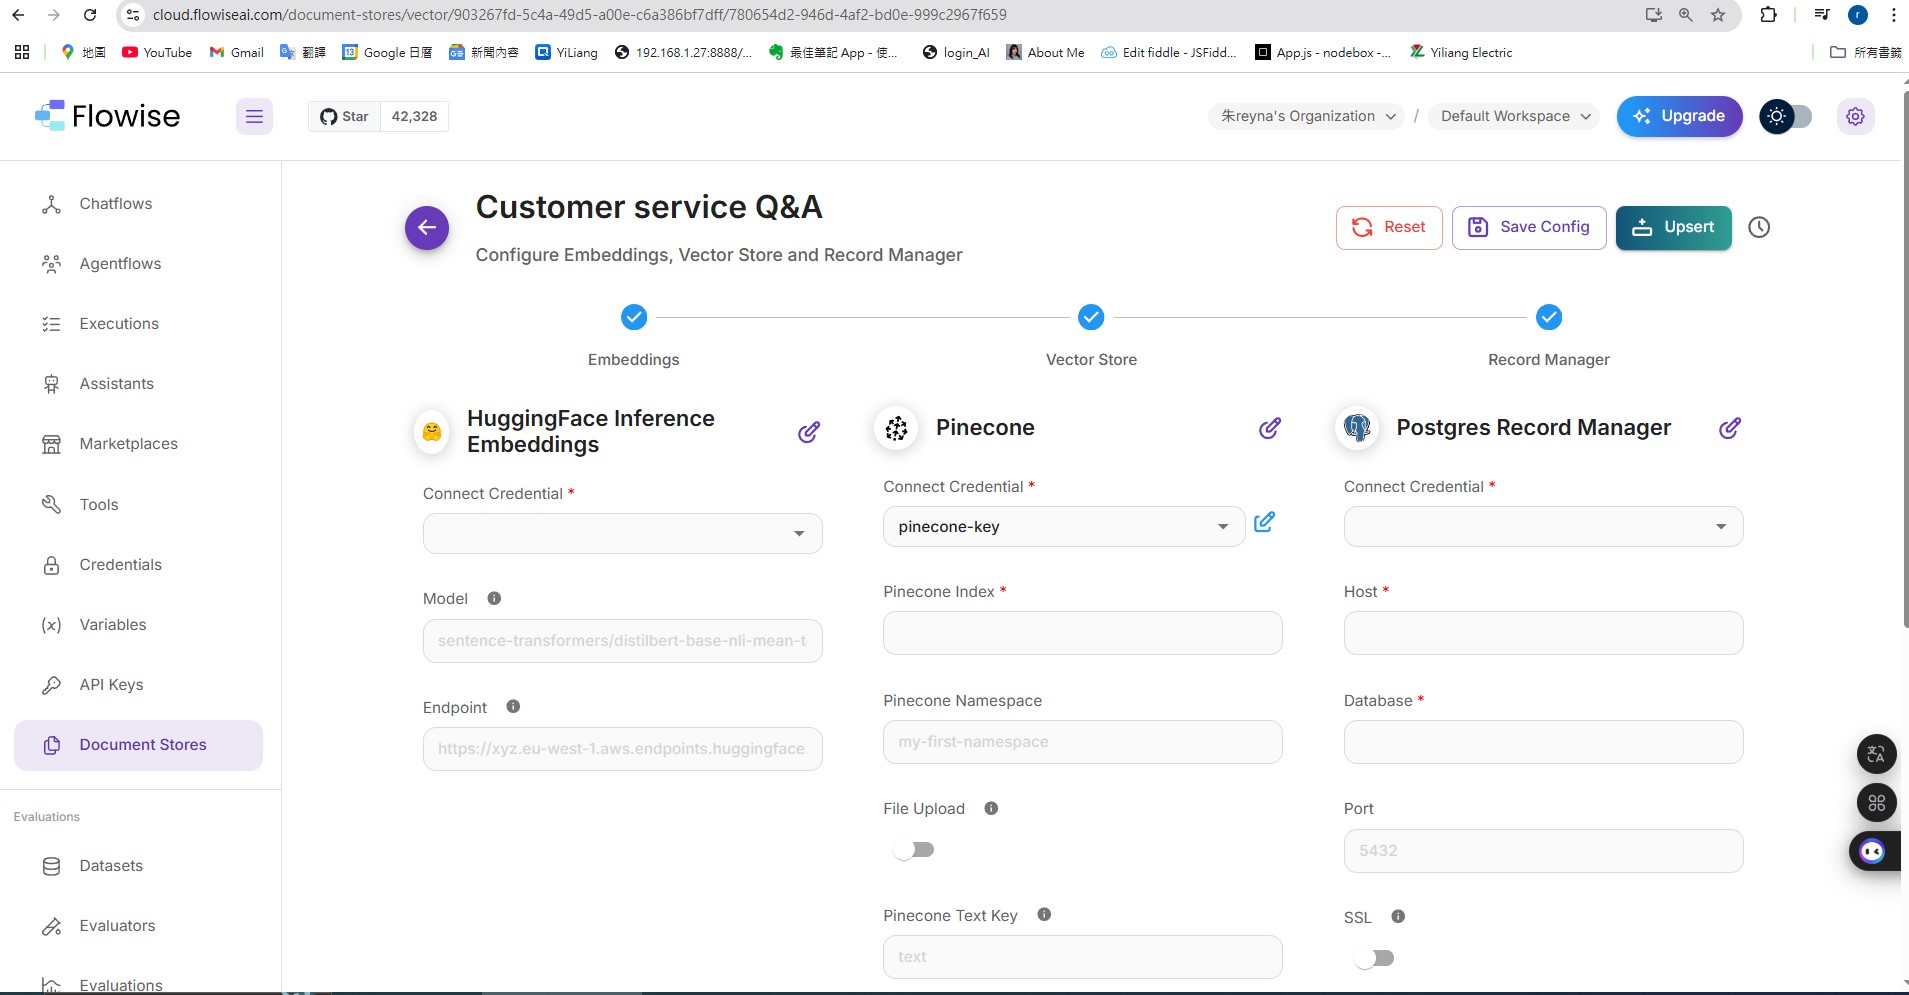 cloud.flowiseai.com/document-stores/vector/903267fd-5c4a-49d5-a00e-c6a386bf7dff/780654d2-946d-4af2-bd0e-999c2967f659
r
地圖
YouTube
Gmail
翻譯
Google 日曆
新聞內容
YiLiang
192.168.1.27:8888/...
最佳筆記 App - 使...
login_AI
About Me
Edit fiddle - JSFidd...
App.js - nodebox -...
Yiliang Electric
所有書籤
Flowise
Star
42,328
朱reyna's Organization
/
Default Workspace
Upgrade
Chatflows
Agentflows
Executions
Assistants
Marketplaces
Tools
Credentials
Variables
API Keys
Document Stores
Evaluations
Datasets
Evaluators
Evaluations
Customer service Q&A
Configure Embeddings, Vector Store and Record Manager
Reset
Save Config
Upsert
Embeddings
Vector Store
Record Manager
HuggingFace Inference
Embeddings
Connect Credential *
Model
sentence-transformers/distilbert-base-nli-mean-t
Endpoint
https://xyz.eu-west-1.aws.endpoints.huggingface.
Pinecone
Connect Credential *
pinecone-key
Pinecone Index *
Pinecone Namespace
my-first-namespace
File Upload
Pinecone Text Key
text
Postgres Record Manager
Connect Credential *
Host *
Database *
Port
5432
SSL